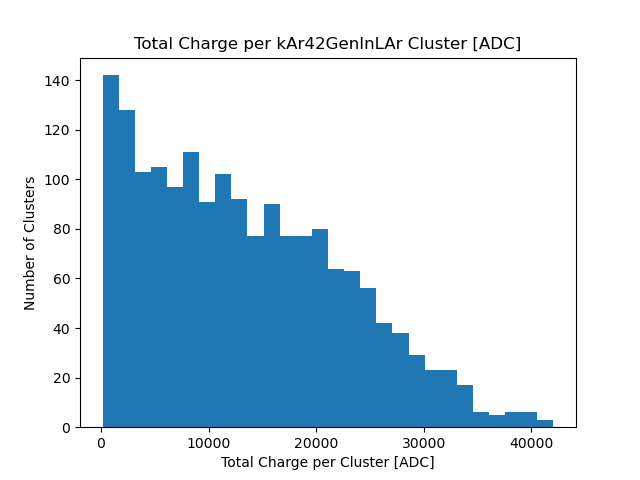 Total Charge per kAr42GenInLAr Cluster [ADC]
140
120
100
80
60
40
20
0
Number of Clusters
0 10000 20000 30000 40000
Total Charge per Cluster [ADC]